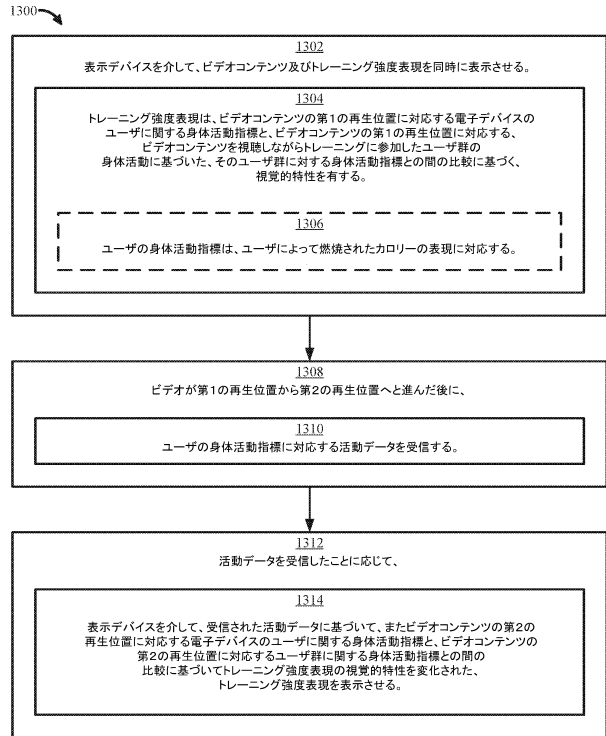 1300
1302
表示デバイスを介して、ビデオコンテンツ及びトレーニング強度表現を同時に表示させる。
1304
トレーニング強度表現は、ビデオコンテンツの第1の再生位置に対応する電子デバイスの
ユーザに関する身体活動指標と、ビデオコンテンツの第1の再生位置に対応する、
ビデオコンテンツを視聴しながらトレーニングに参加したユーザ群の
身体活動に基づいた、そのユーザ群に対する身体活動指標との間の比較に基づく、
視覚的特性を有する。
1306
ユーザの身体活動指標は、ユーザによって燃焼されたカロリーの表現に対応する。
1308
ビデオが第1の再生位置から第2の再生位置へと進んだ後に、
1310
ユーザの身体活動指標に対応する活動データを受信する。
1312
活動データを受信したことに応じて、
1314
表示デバイスを介して、受信された活動データに基づいて、またビデオコンテンツの第2の
再生位置に対応する電子デバイスのユーザに関する身体活動指標と、ビデオコンテンツの
第2の再生位置に対応するユーザ群に関する身体活動指標との間の
比較に基づいてトレーニング強度表現の視覚的特性を変化された、
トレーニング強度表現を表示させる。